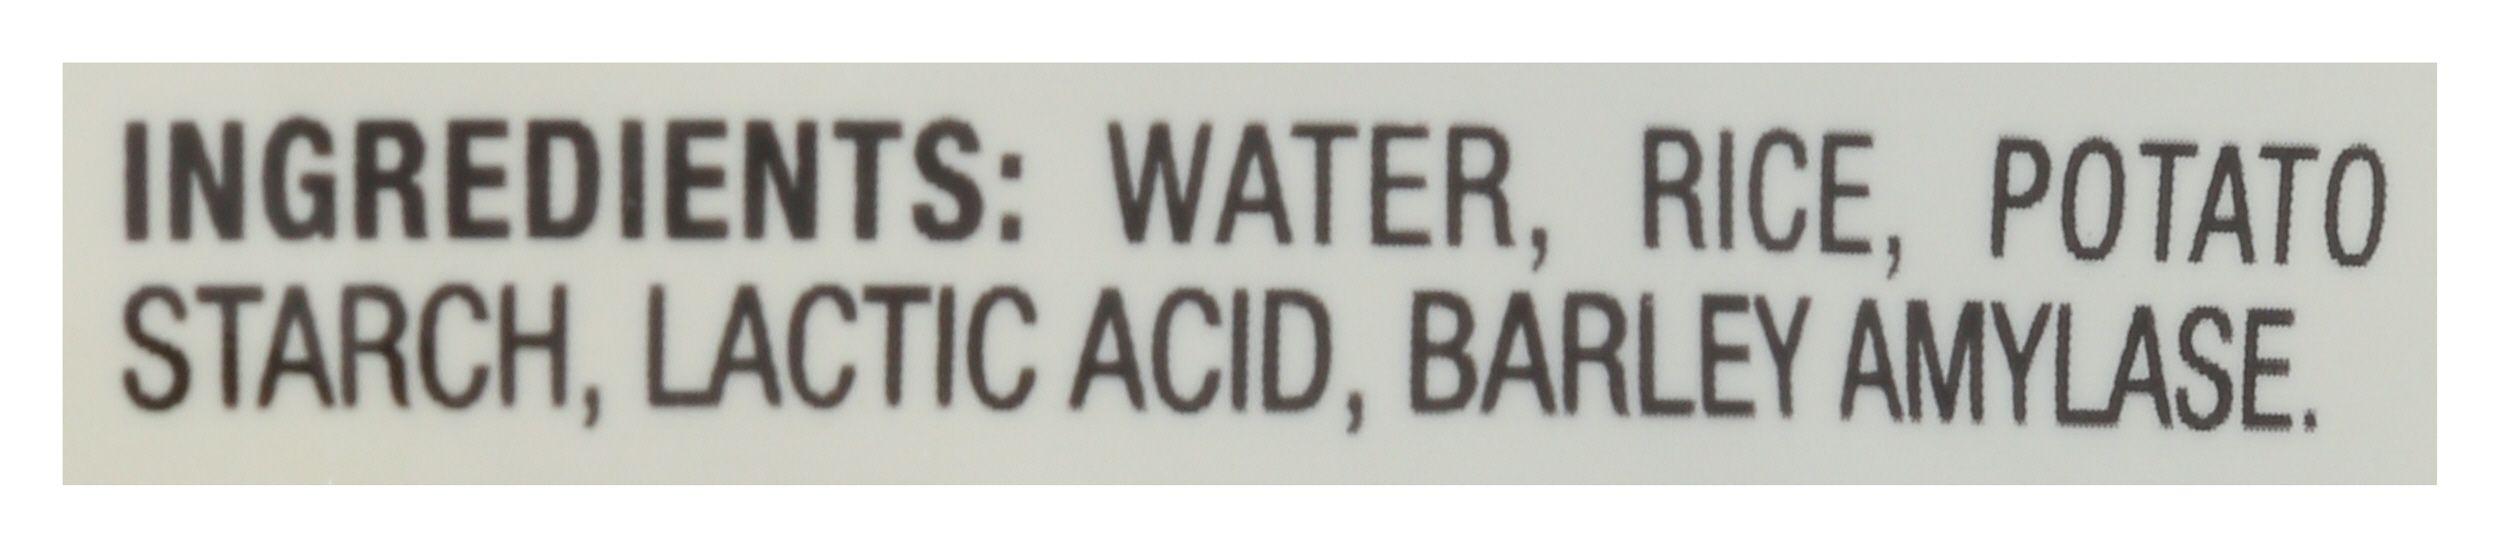 INGREDIENTS: WATER, RICE, POTATO
STARCH, LACTIC ACID, BARLEY AMYLASE.